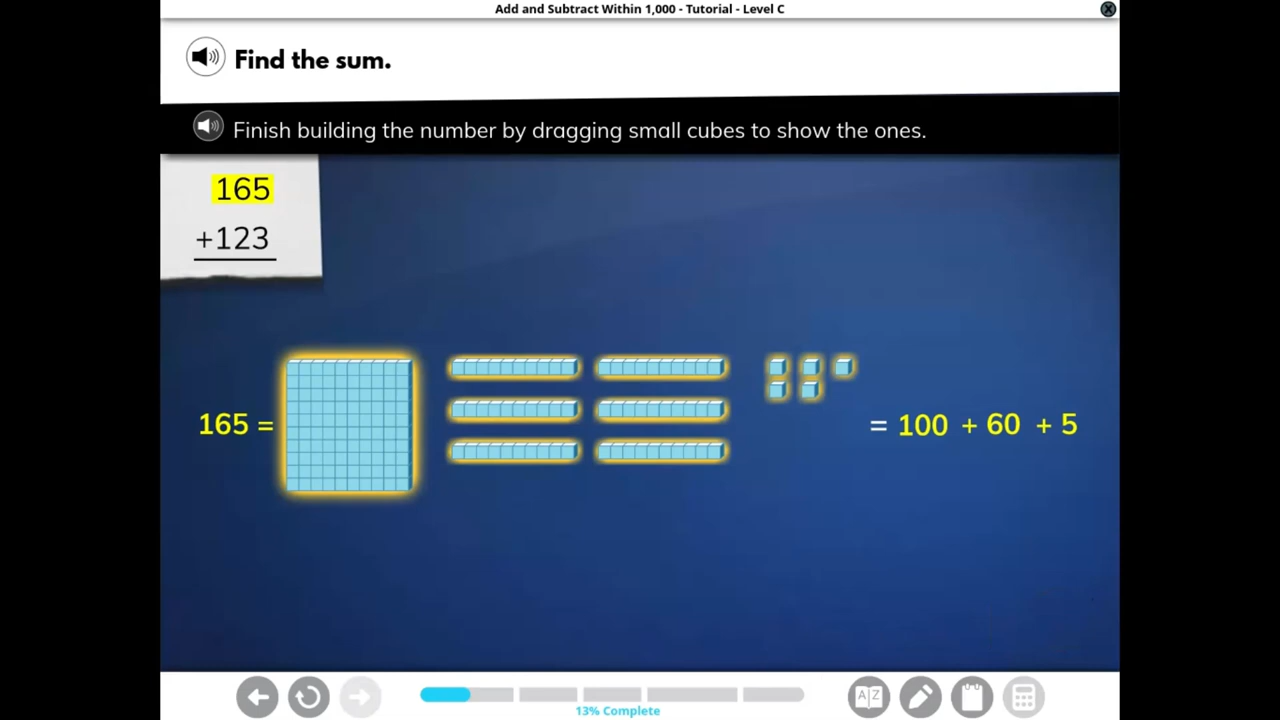 Add and Subtract Within 1,000 - Tutorial - Level C
Find the sum.
Finish building the number by dragging small cubes to show the ones.
165
+123
165 =
= 100 + 60 + 5
13% Complete
A Z